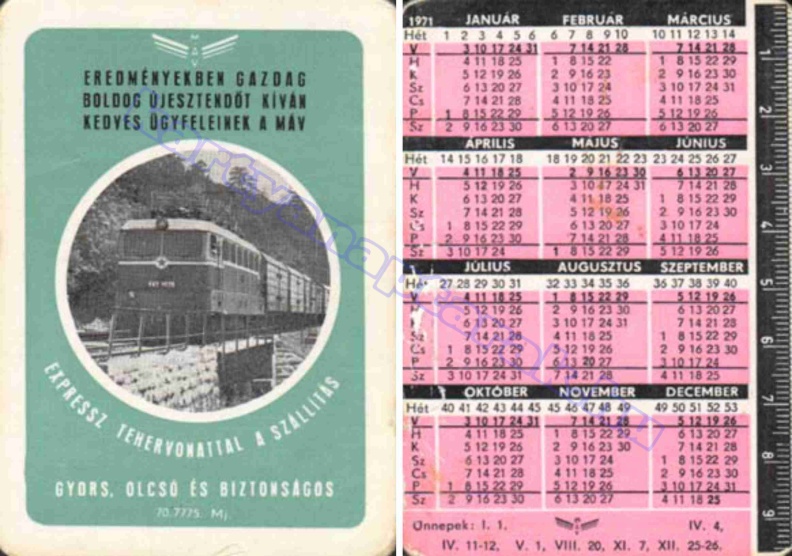 MÁV
EREDMÉNYEKBEN GAZDAG
BOLDOG ÚJESZTENDŐT KÍVÁN
KEDVES ÜGYFELEINEK A MÁV
EXPRESSZ TEHERVONATTAL A SZÁLLÍTÁS
GYORS, OLCSÓ ÉS BIZTONSÁGOS
70.7775. Mj.
1971 JANUÁR FEBRUÁR MÁRCIUS
Hét 1 2 3 4 5 6 6 7 8 9 10 10 11 12 13 14
V 3 10 17 24 31 7 14 21 28 7 14 21 28
H 4 11 18 25 1 8 15 22 1 8 15 22 29
K 5 12 19 26 2 9 16 23 2 9 16 23 30
Sz 6 13 20 27 3 10 17 24 3 10 17 24 31
Cs 7 14 21 28 4 11 18 25 4 11 18 25
P 1 8 15 22 29 5 12 19 26 5 12 19 26
Sz 2 9 16 23 30 6 13 20 27 6 13 20 27
ÁPRILIS MÁJUS JÚNIUS
Hét 14 15 16 17 18 18 19 20 21 22 23 23 24 25 26 27
V 4 11 18 25 2 9 16 23 30 6 13 20 27
H 5 12 19 26 3 10 17 24 31 7 14 21 28
K 6 13 20 27 4 11 18 25 1 8 15 22 29
Sz 7 14 21 28 5 12 19 26 2 9 16 23 30
Cs 1 8 15 22 29 6 13 20 27 3 10 17 24
P 2 9 16 23 30 7 14 21 28 4 11 18 25
Sz 3 10 17 24 1 8 15 22 29 5 12 19 26
JÚLIUS AUGUSZTUS SZEPTEMBER
Hét 27 28 29 30 31 32 33 34 35 36 36 37 38 39 40
V 4 11 18 25 1 8 15 22 29 5 12 19 26
H 5 12 19 26 2 9 16 23 30 6 13 20 27
K 6 13 20 27 3 10 17 24 31 7 14 21 28
Sz 7 14 21 28 4 11 18 25 1 8 15 22 29
Cs 1 8 15 22 29 5 12 19 26 2 9 16 23 30
P 2 9 16 23 30 6 13 20 27 3 10 17 24
Sz 3 10 17 24 31 7 14 21 28 4 11 18 25
OKTÓBER NOVEMBER DECEMBER
Hét 40 41 42 43 44 45 45 46 47 48 49 49 50 51 52 53
V 3 10 17 24 31 7 14 21 28 5 12 19 26
H 4 11 18 25 1 8 15 22 29 6 13 20 27
K 5 12 19 26 2 9 16 23 30 7 14 21 28
Sz 6 13 20 27 3 10 17 24 1 8 15 22 29
Cs 7 14 21 28 4 11 18 25 2 9 16 23 30
P 1 8 15 22 29 5 12 19 26 3 10 17 24 31
Sz 2 9 16 23 30 6 13 20 27 4 11 18 25
Ünnepek: I. 1. IV. 4,
IV. 11-12, V. 1, VIII. 20, XI. 7, XII. 25-26.
1
2
3
4
5
6
7
8
9